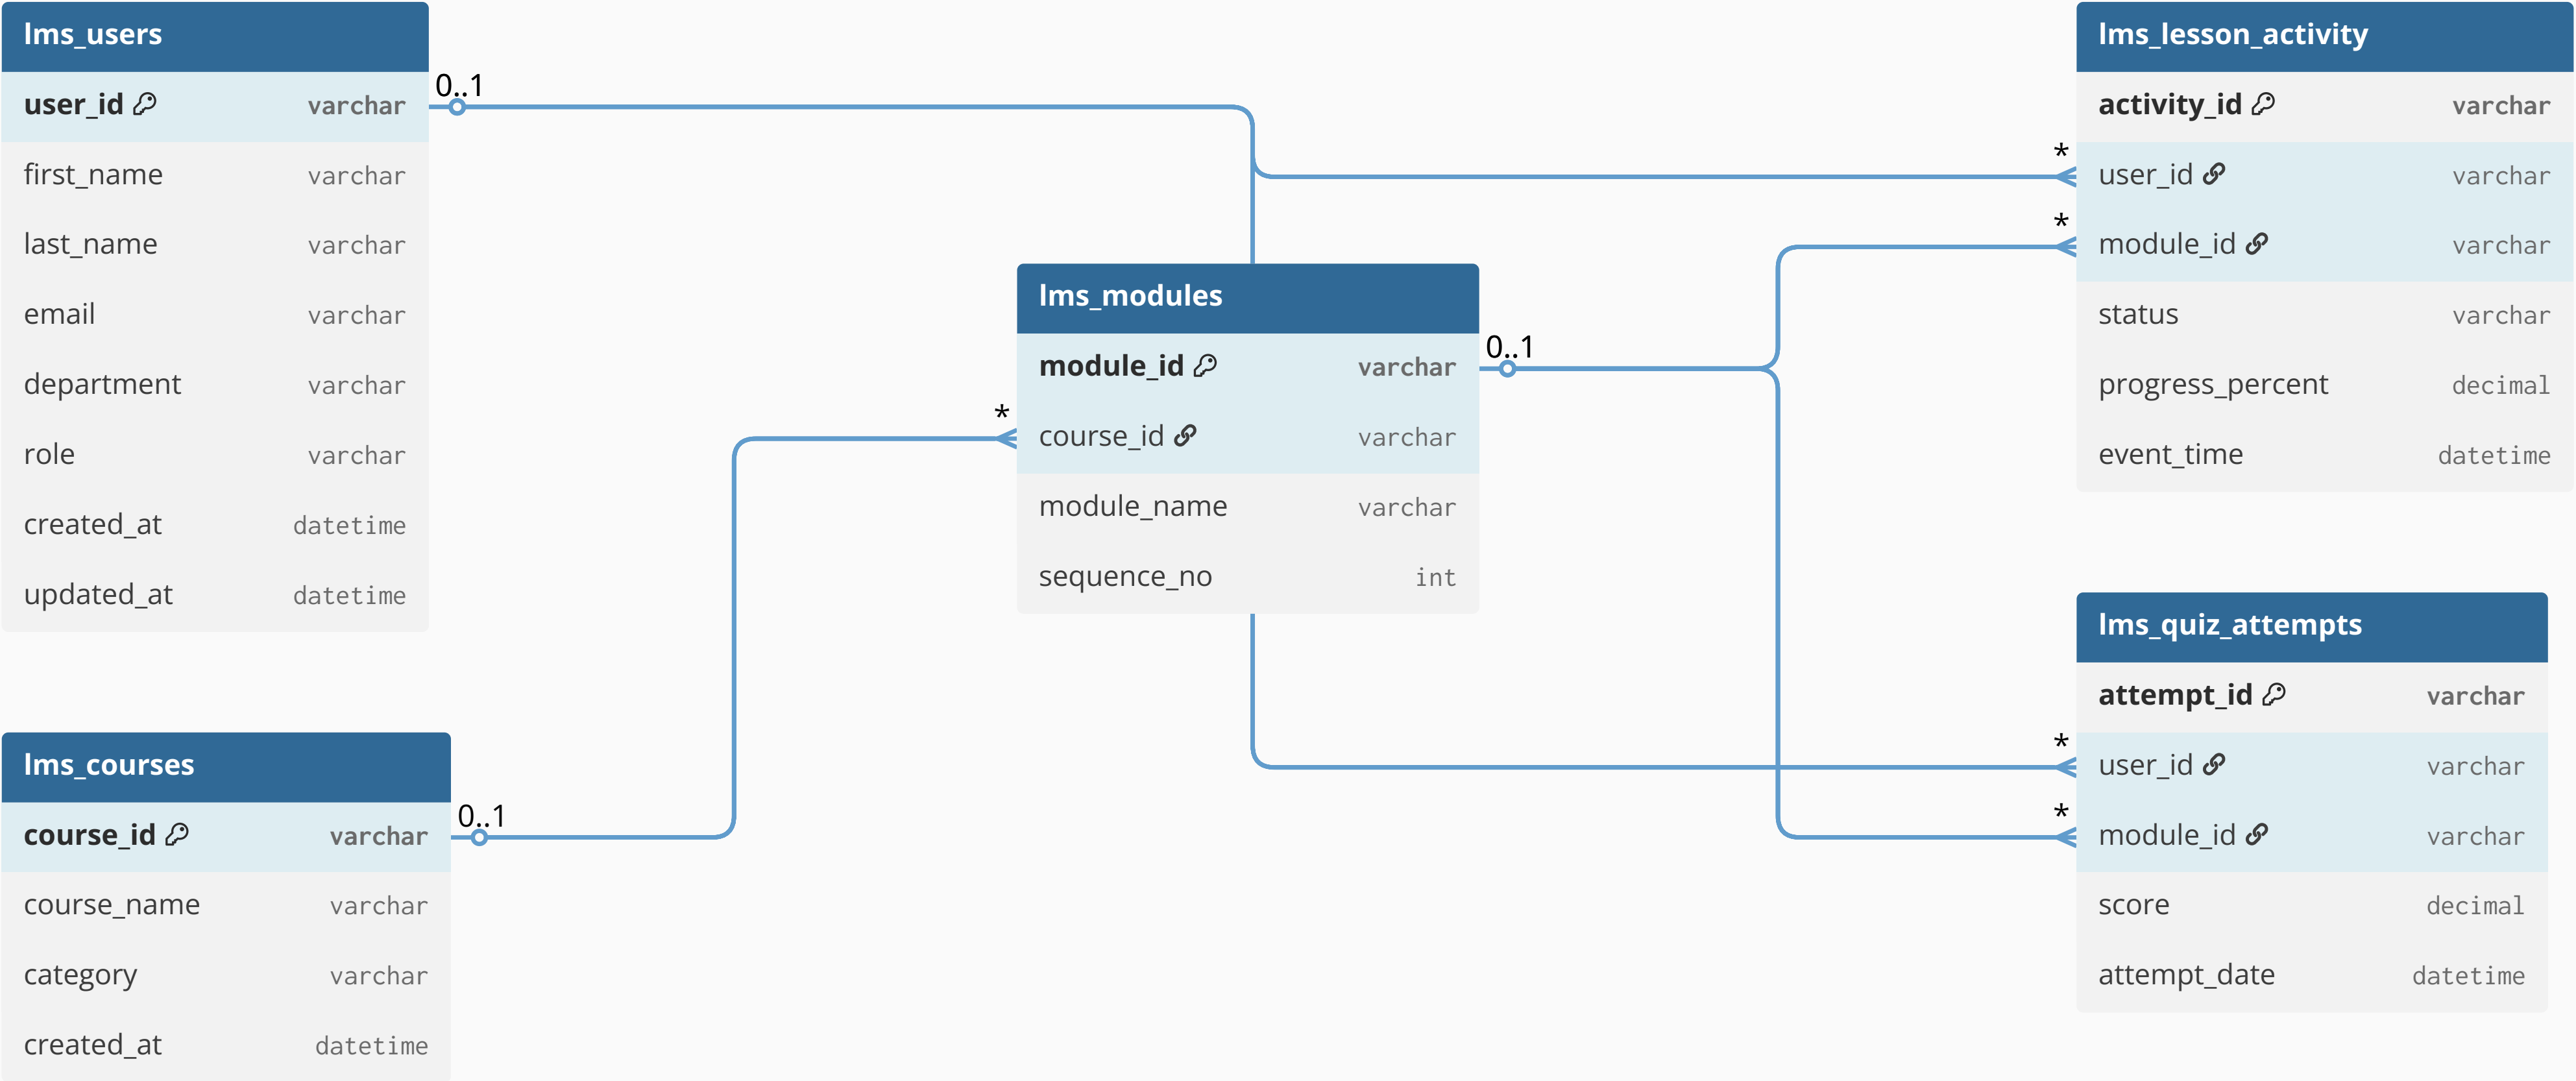 lms_users
user_id varchar
first_name varchar
last_name varchar
email varchar
department varchar
role varchar
created_at datetime
updated_at datetime
0..1
lms_courses
course_id varchar
course_name varchar
category varchar
created_at datetime
0..1
lms_modules
module_id varchar
course_id varchar
module_name varchar
sequence_no int
*
0..1
lms_lesson_activity
activity_id varchar
* user_id varchar
* module_id varchar
status varchar
progress_percent decimal
event_time datetime
lms_quiz_attempts
attempt_id varchar
* user_id varchar
* module_id varchar
score decimal
attempt_date datetime